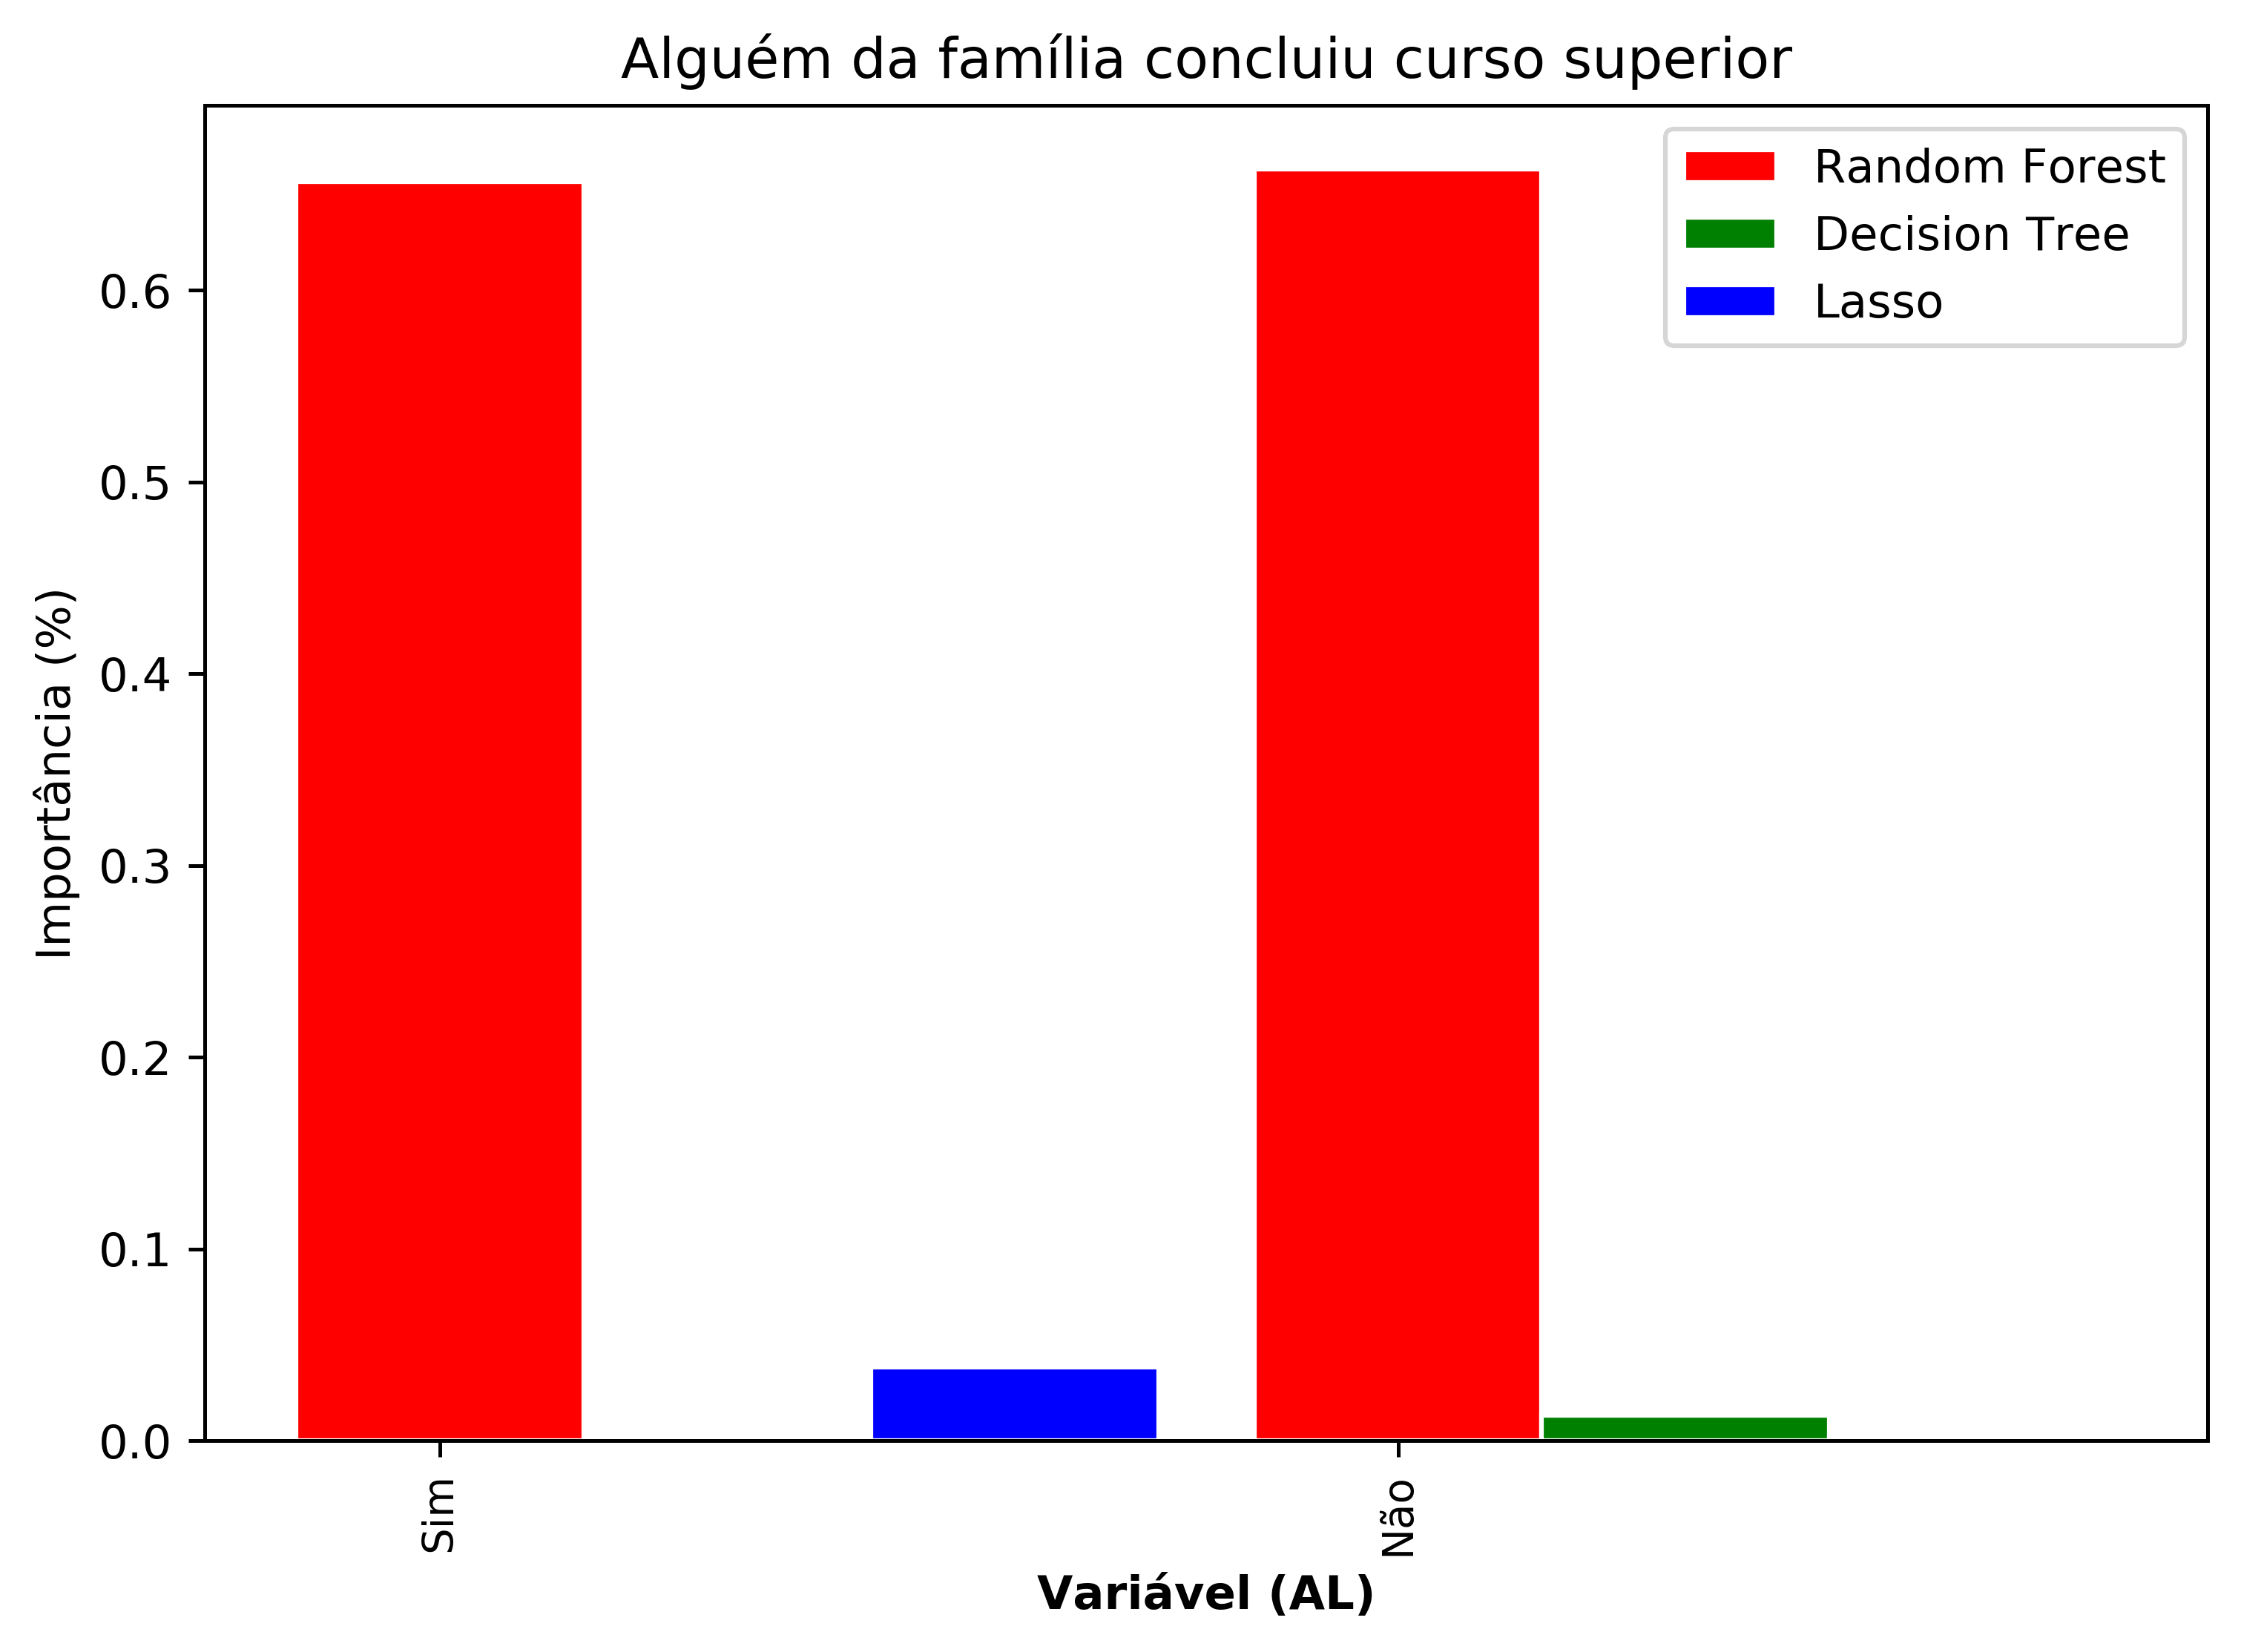 Alguém da família concluiu curso superior
Random Forest
Decision Tree
Lasso
Importância (%)
0.6
0.5
0.4
0.3
0.2
0.1
0.0
Sim
Não
Variável (AL)